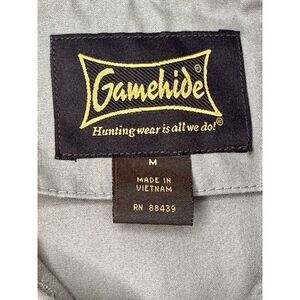 Gamehide®
Hunting wear is all we do!®
M
MADE IN
VIETNAM
RN 88439